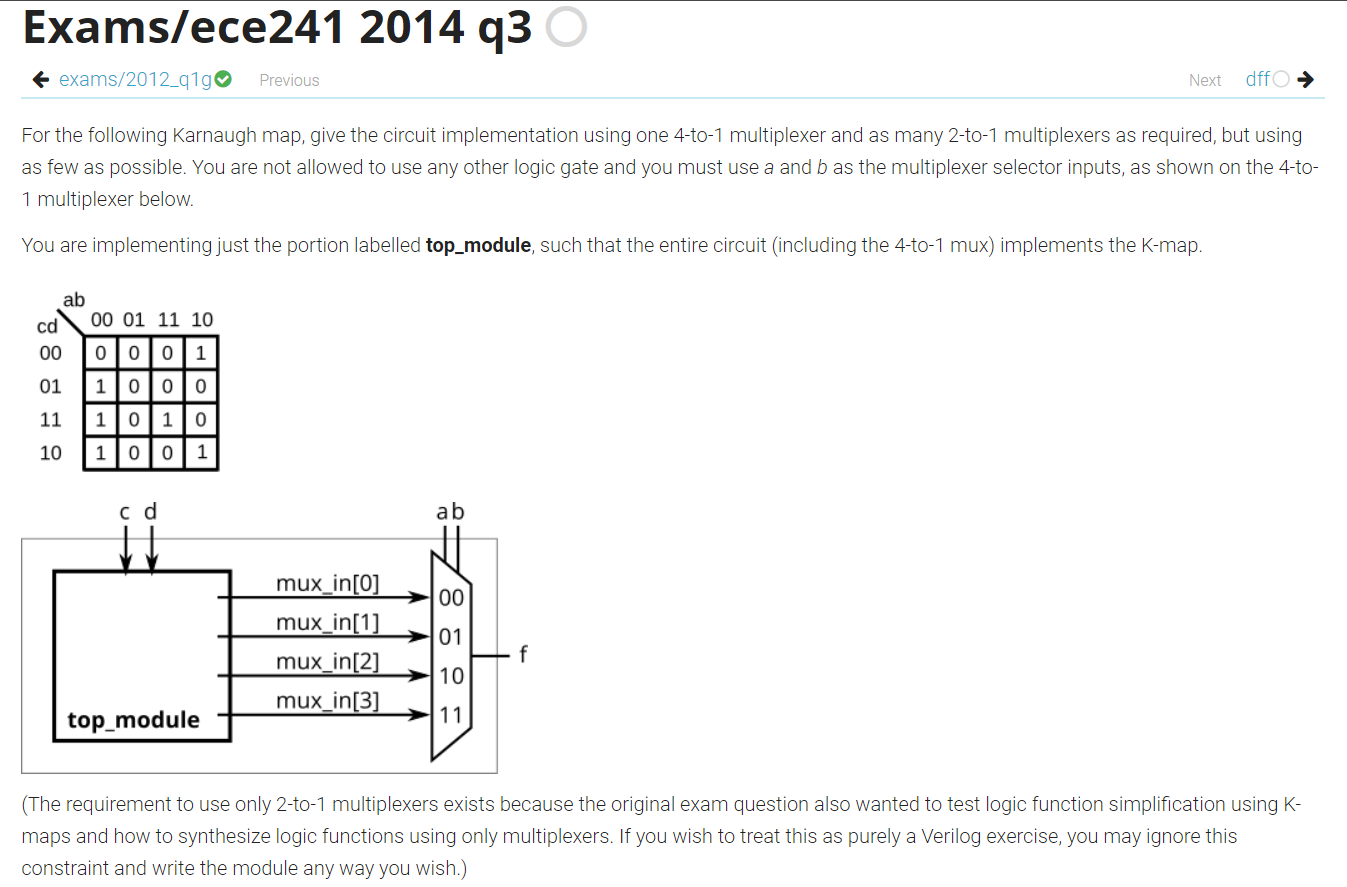 Exams/ece241 2014 q3
exams/2012_q1g Previous Next dff
For the following Karnaugh map, give the circuit implementation using one 4-to-1 multiplexer and as many 2-to-1 multiplexers as required, but using
as few as possible. You are not allowed to use any other logic gate and you must use a and b as the multiplexer selector inputs, as shown on the 4-to-
1 multiplexer below.
You are implementing just the portion labelled top_module, such that the entire circuit (including the 4-to-1 mux) implements the K-map.
ab
cd 00 01 11 10
00 0 0 0 1
01 1 0 0 0
11 1 0 1 0
10 1 0 0 1
c d ab
mux_in[0] 00
mux_in[1] 01
f
mux_in[2] 10
mux_in[3] 11
top_module
(The requirement to use only 2-to-1 multiplexers exists because the original exam question also wanted to test logic function simplification using K-
maps and how to synthesize logic functions using only multiplexers. If you wish to treat this as purely a Verilog exercise, you may ignore this
constraint and write the module any way you wish.)